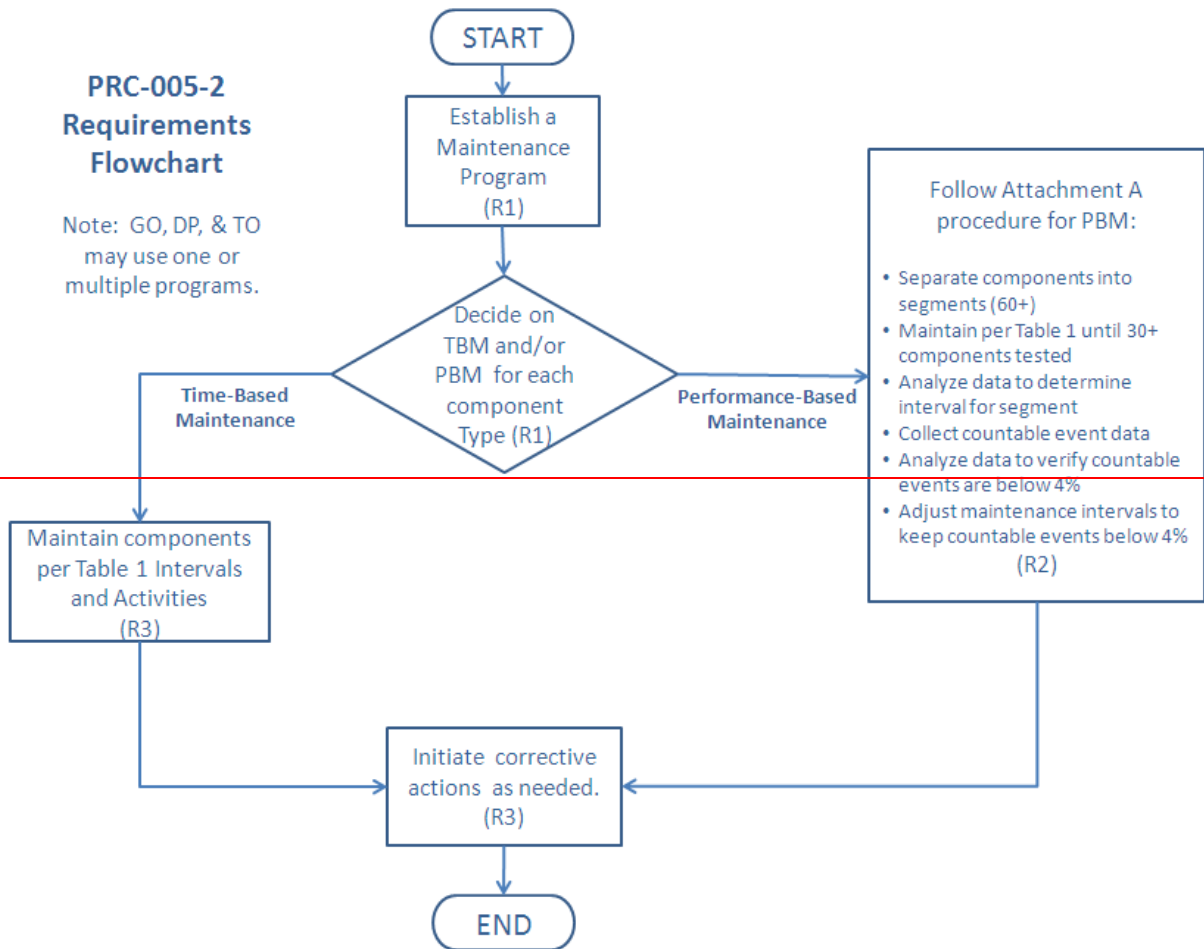 START
PRC-005-2
Requirements
Flowchart
Note: GO, DP, & TO
may use one or
multiple programs.
Establish a
Maintenance
Program
(R1)
Decide on
TBM and/or
PBM for each
component
Type (R1)
Time-Based
Maintenance
Performance-Based
Maintenance
Follow Attachment A
procedure for PBM:
• Separate components into
segments (60+)
• Maintain per Table 1 until 30+
components tested
• Analyze data to determine
interval for segment
• Collect countable event data
• Analyze data to verify countable
events are below 4%
• Adjust maintenance intervals to
keep countable events below 4%
(R2)
Maintain components
per Table 1 Intervals
and Activities
(R3)
Initiate corrective
actions as needed.
(R3)
END